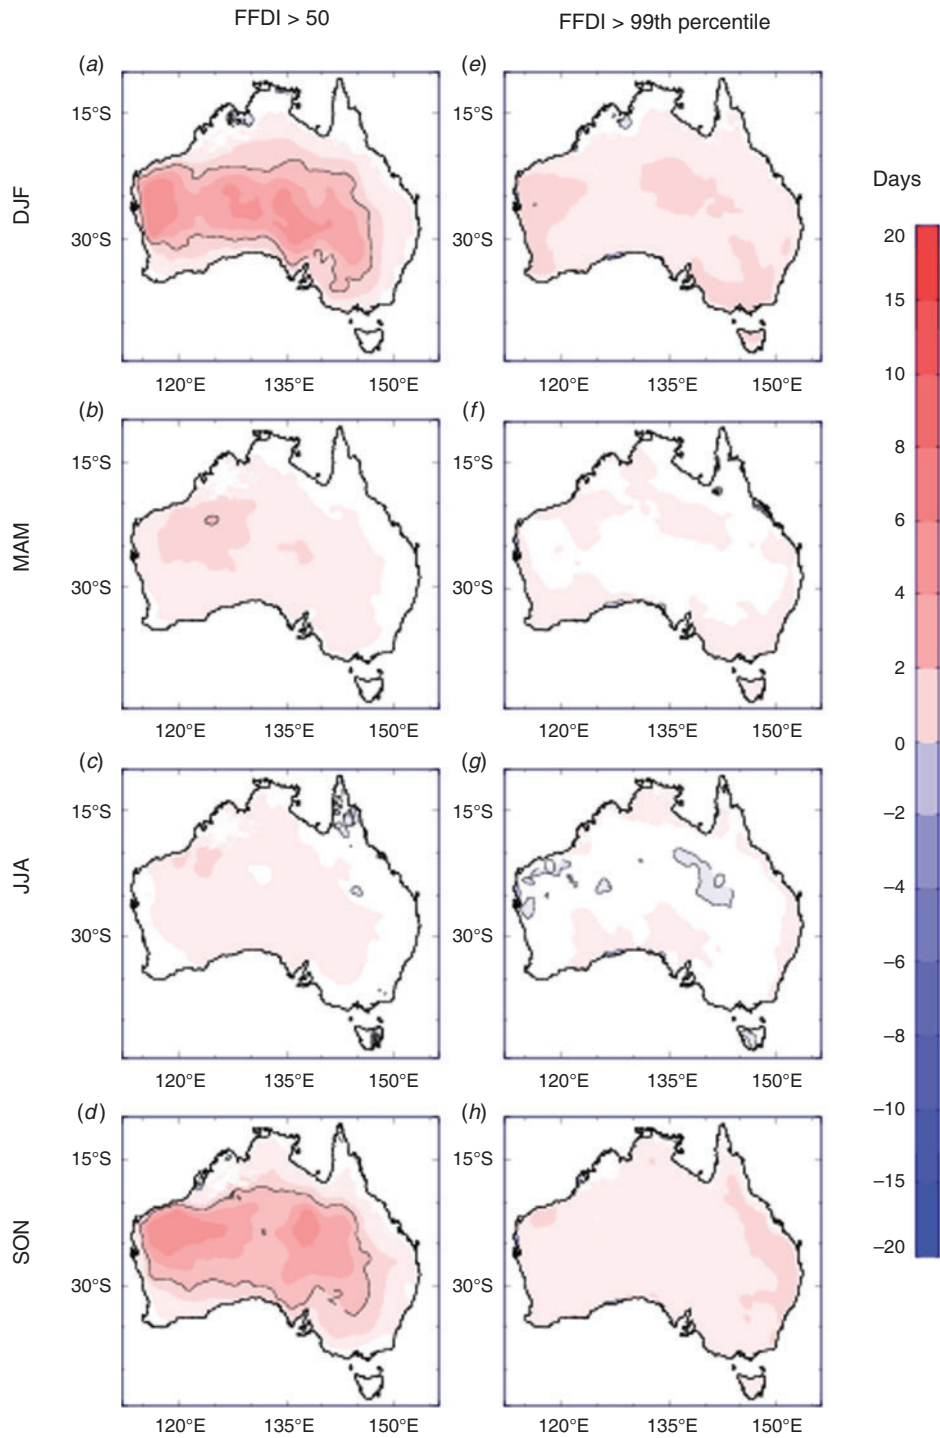 FFDI > 50
FFDI > 99th percentile
(a)
(e)
15°S
15°S
30°S
30°S
DJF
120°E
135°E
150°E
120°E
135°E
150°E
(b)
(f)
15°S
15°S
30°S
30°S
MAM
120°E
135°E
150°E
120°E
135°E
150°E
(c)
(g)
15°S
15°S
30°S
30°S
JJA
120°E
135°E
150°E
120°E
135°E
150°E
(d)
(h)
15°S
15°S
30°S
30°S
SON
120°E
135°E
150°E
120°E
135°E
150°E
Days
20
15
10
8
6
4
2
0
−2
−4
−6
−8
−10
−15
−20